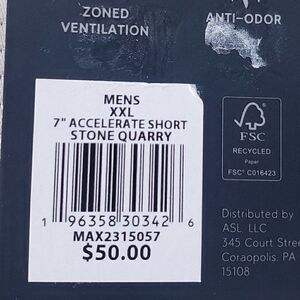 ZONED
VENTILATION
ANTI-ODOR
MENS
XXL
7" ACCELERATE SHORT
STONE QUARRY
1 96358 30342 6
MAX2315057
$50.00
FSC
RECYCLED
Paper
FSC® C016423
Distributed by
ASL, LLC
345 Court Stre
Coraopolis, PA
15108